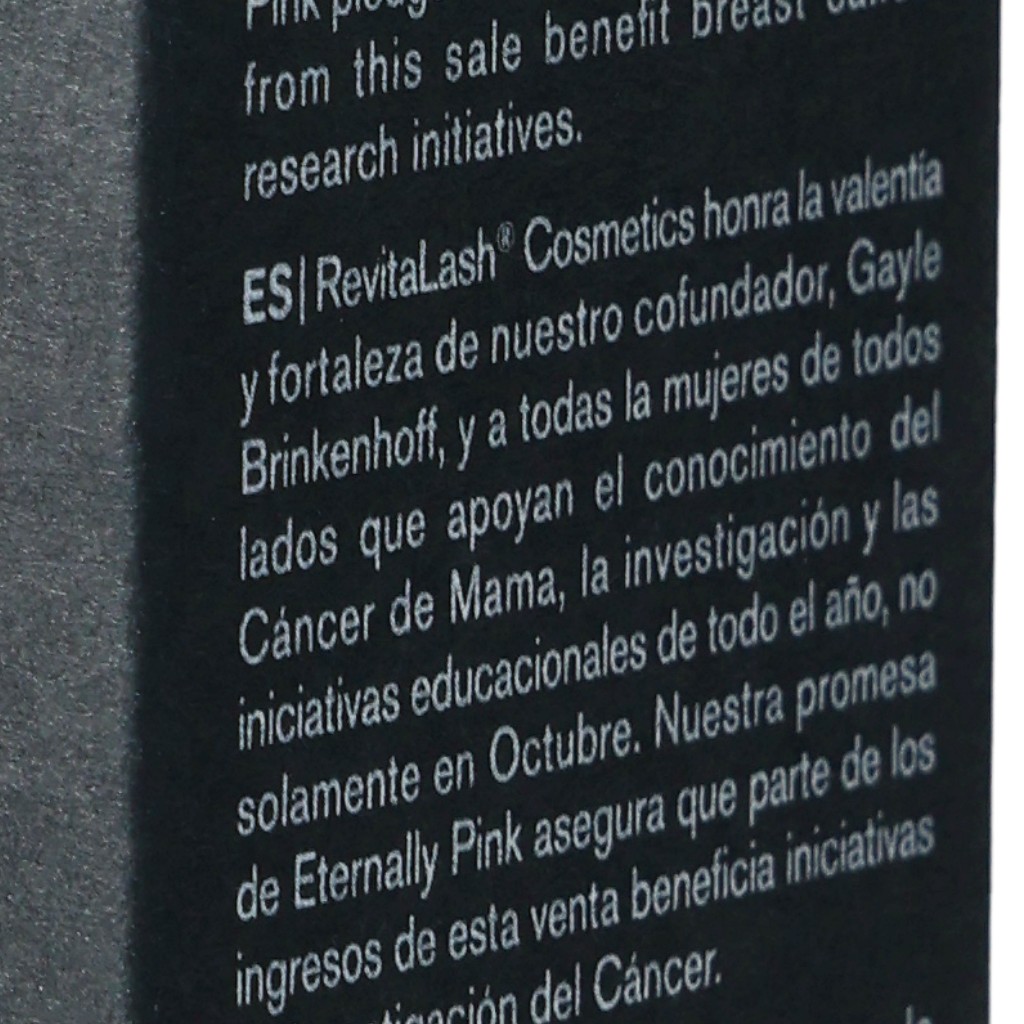 Pink
from this sale benefit breast
research initiatives.
ES| RevitaLash® Cosmetics honra la valentía
y fortaleza de nuestro cofundador, Gayle
Brinkenhoff, y a todas la mujeres de todos
lados que apoyan el conocimiento del
Cáncer de Mama, la investigación y las
iniciativas educacionales de todo el año, no
solamente en Octubre. Nuestra promesa
de Eternally Pink asegura que parte de los
ingresos de esta venta beneficia iniciativas
del Cáncer.